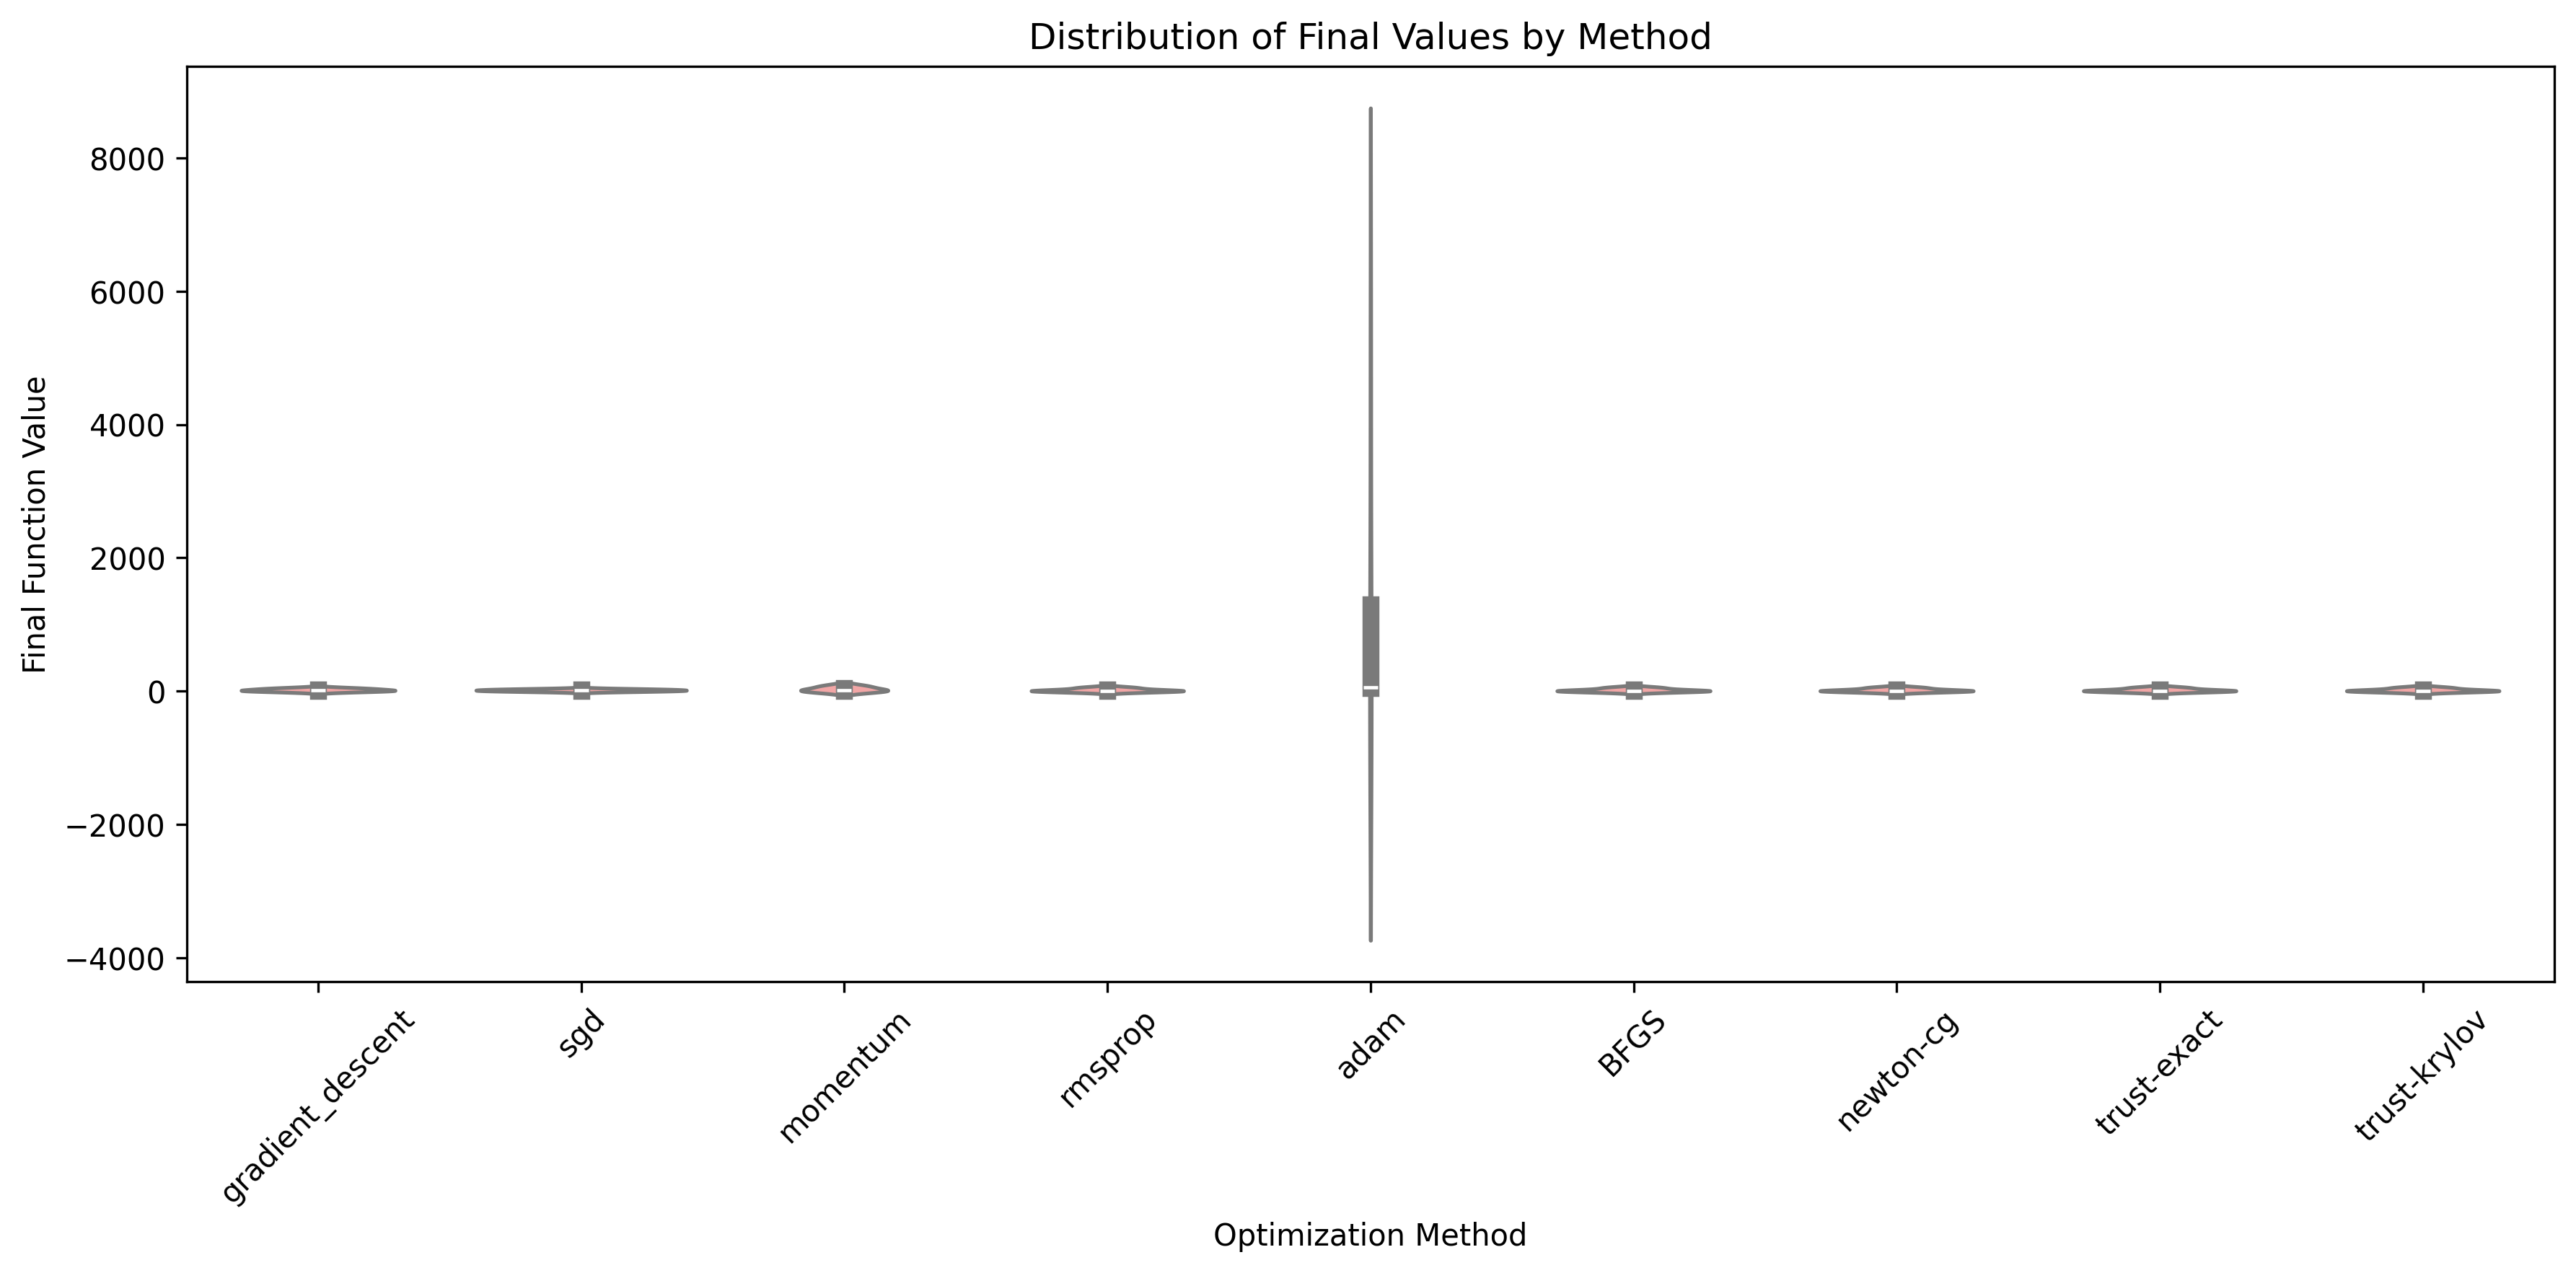 Distribution of Final Values by Method
Final Function Value
8000
6000
4000
2000
0
−2000
−4000
gradient_descent
sgd
momentum
rmsprop
adam
BFGS
newton-cg
trust-exact
trust-krylov
Optimization Method